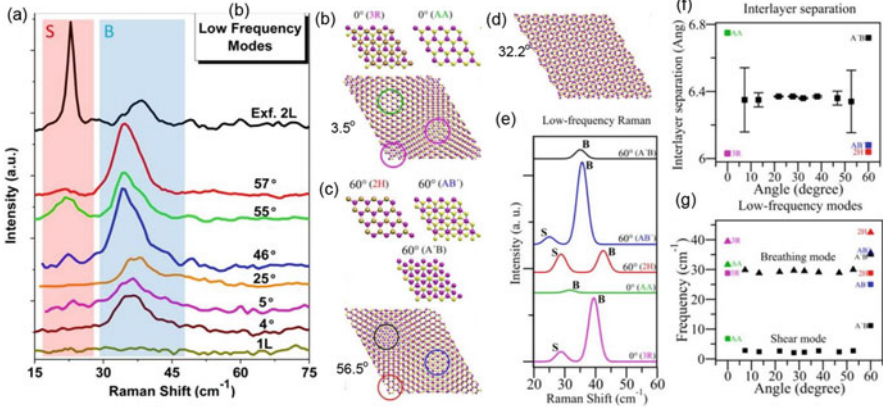 (a)
S
B
(b)
Low Frequency
Modes
Exf. 2L
57°
55°
46°
25°
5°
4°
1L
Intensity (a.u.)
15 30 45 60 75
Raman Shift (cm-1)
(b)
0° (3R)
0° (AA)
3.5°
(c)
60° (2H)
60° (AB`)
60° (A`B)
56.5°
(d)
32.2°
(e)
Low-frequency Raman
B
60° (A`B)
B
S
60° (AB`)
S
B
60° (2H)
0° (AA)
B
B
S
0° (3R)
Intensity (a. u.)
20 30 40 50 60
Raman Shift (cm-1)
(f)
Interlayer separation
6.8
6.4
6
AA
A`B
3R
AB`
2H
Interlayer separation (Ang)
0 10 20 30 40 50 60
Angle (degree)
(g)
Low-frequency modes
40
30
20
10
0
3R
AA
3R
AA
2H
AB`
A`B
2H
AB`
A`B
Breathing mode
Shear mode
Frequency (cm-1)
0 10 20 30 40 50 60
Angle (degree)